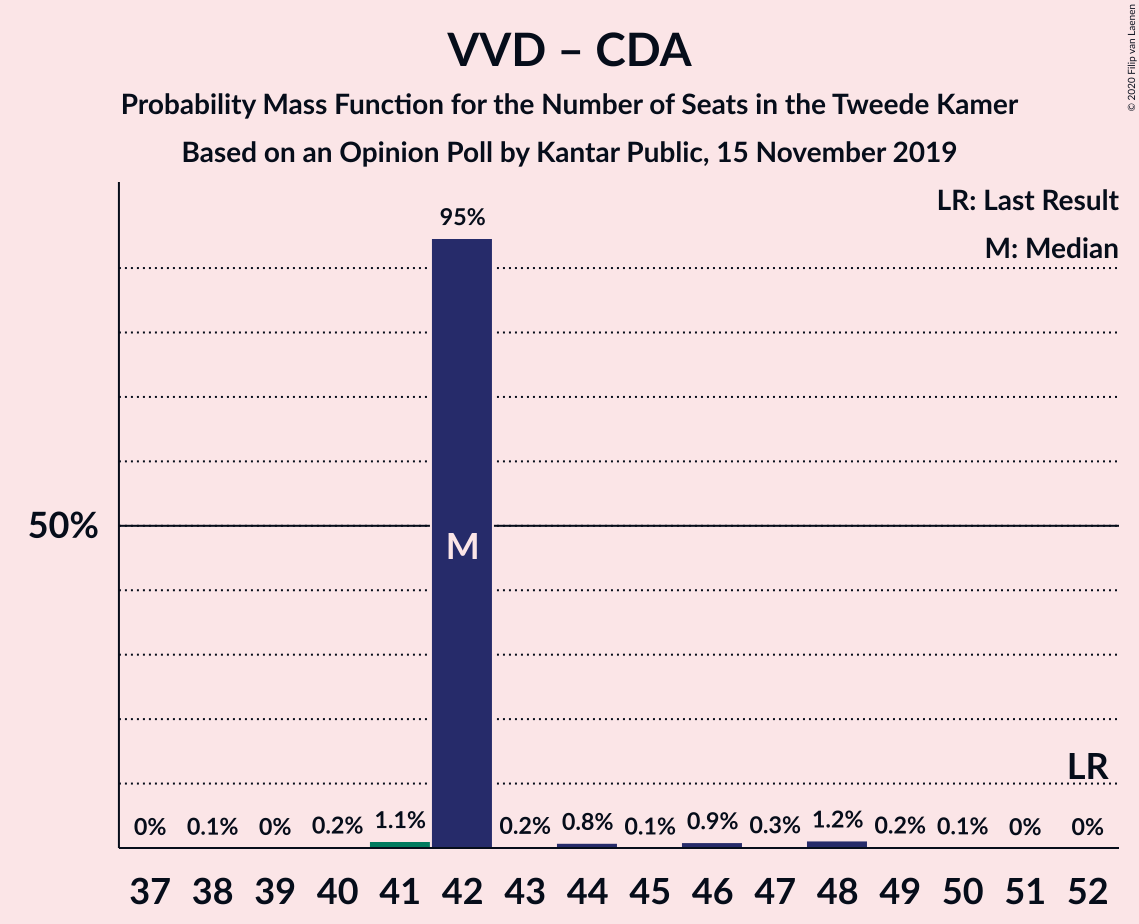 VVD – CDA
Probability Mass Function for the Number of Seats in the Tweede Kamer
Based on an Opinion Poll by Kantar Public, 15 November 2019
© 2020 Filip van Laenen
LR: Last Result
M: Median
95%
50%
M
LR
0% 0.1% 0% 0.2% 1.1% 0.2% 0.8% 0.1% 0.9% 0.3% 1.2% 0.2% 0.1% 0% 0%
37 38 39 40 41 42 43 44 45 46 47 48 49 50 51 52